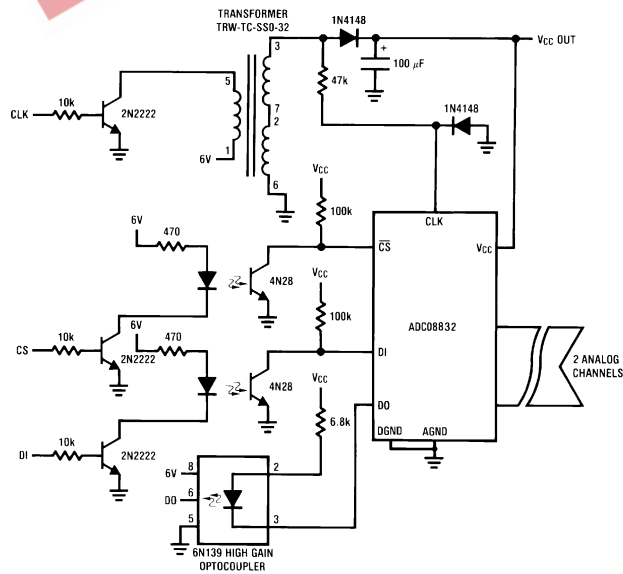 TRANSFORMER
TRW-TC-SS0-32
1N4148
VCC OUT
3
+
100 μF
47k
5
7
2
1N4148
10k
CLK
2N2222
6V
1
6
VCC
100k
CLK
6V
470
CS
VCC
4N28
VCC
100k
ADC08832
10k
6V
470
CS
2N2222
DI
2 ANALOG
CHANNELS
4N28
VCC
6.8k
DO
10k
DI
2N2222
DGND
AGND
6V
8
2
DO
6
5
3
6N139 HIGH GAIN
OPTOCOUPLER